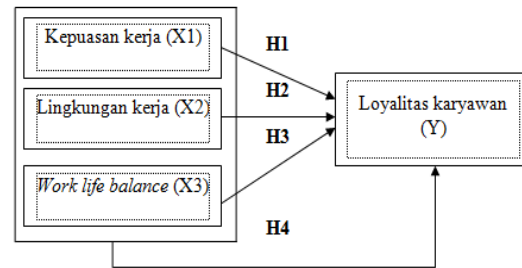 Kepuasan kerja (X1)
H1
H2
Lingkungan kerja (X2)
Loyalitas karyawan
(Y)
H3
Work life balance (X3)
H4